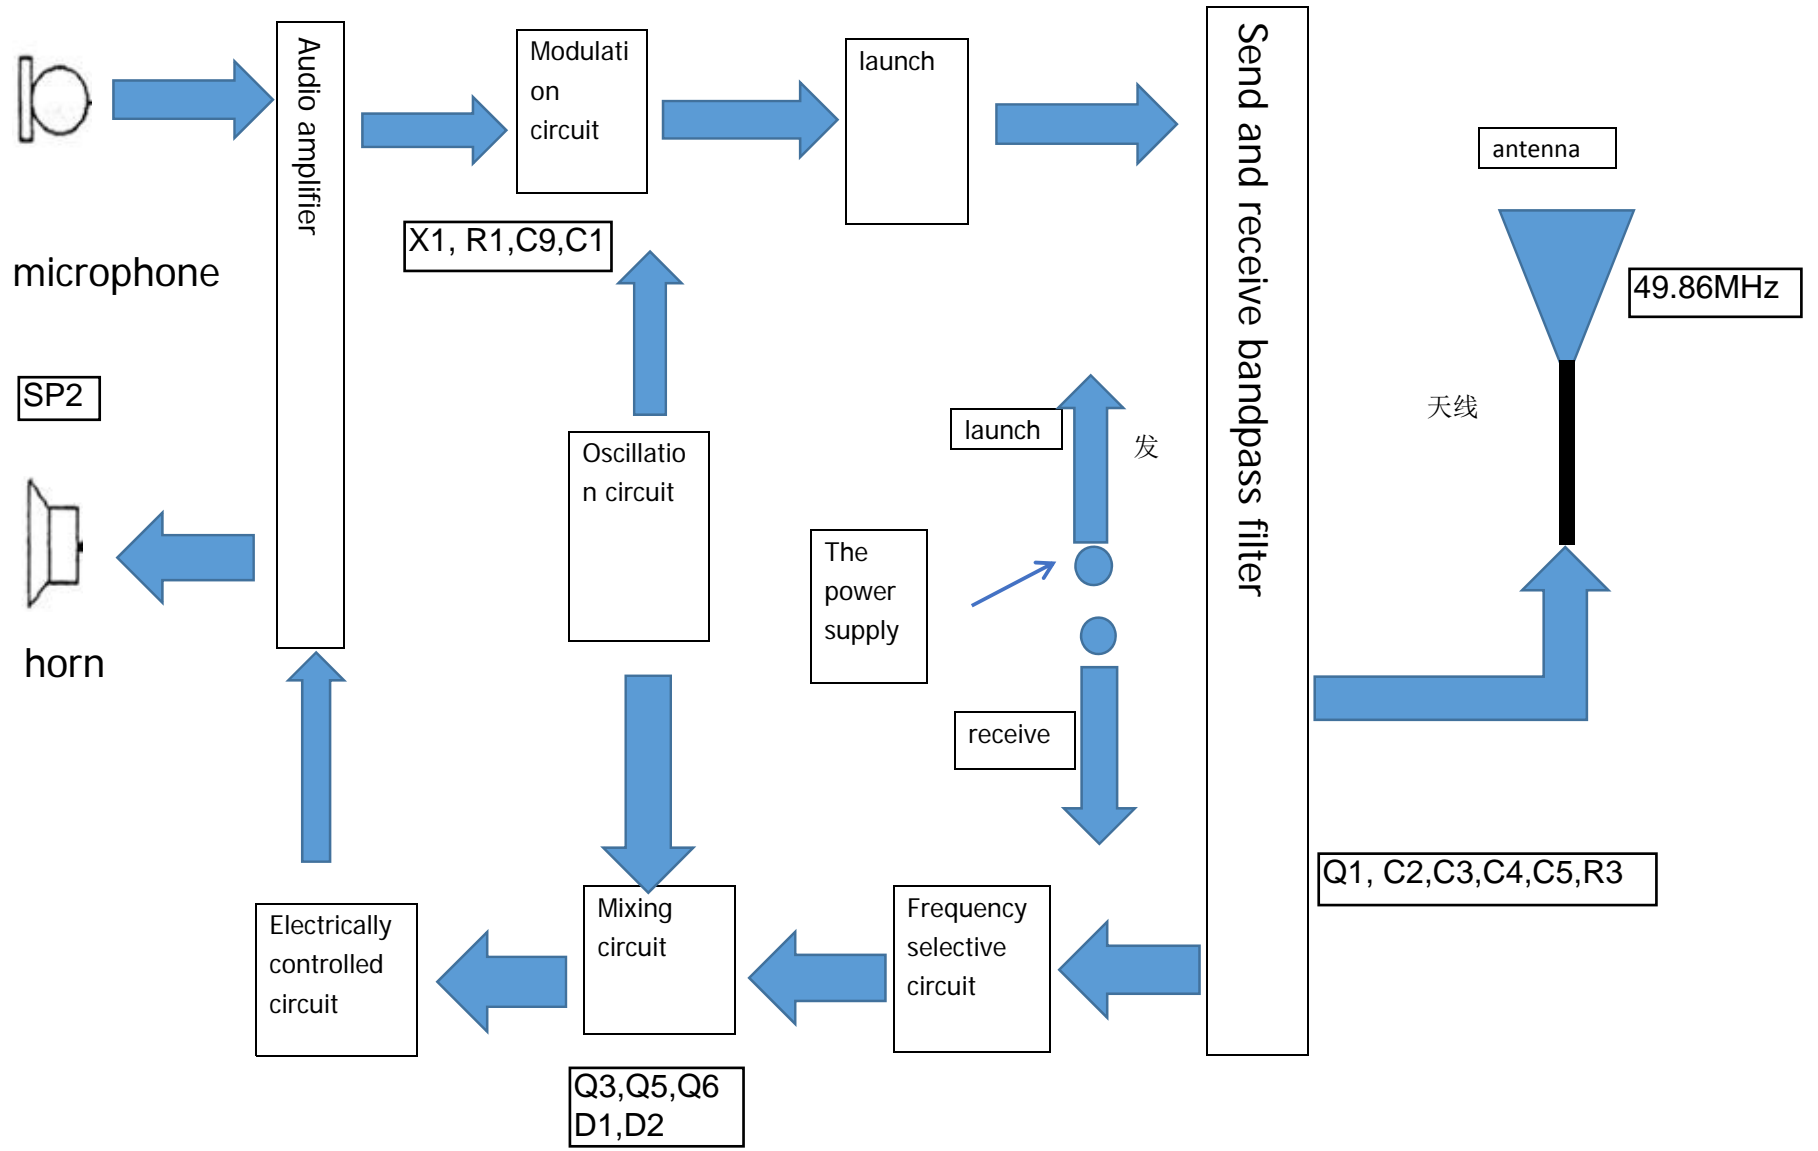 Audio amplifier
Modulati
on
circuit
launch
Send and receive bandpass filter
antenna
microphone
X1, R1,C9,C1
49.86MHz
SP2
天线
launch
发
Oscillatio
n circuit
The
power
supply
horn
receive
Q1, C2,C3,C4,C5,R3
Electrically
controlled
circuit
Mixing
circuit
Frequency
selective
circuit
Q3,Q5,Q6
D1,D2